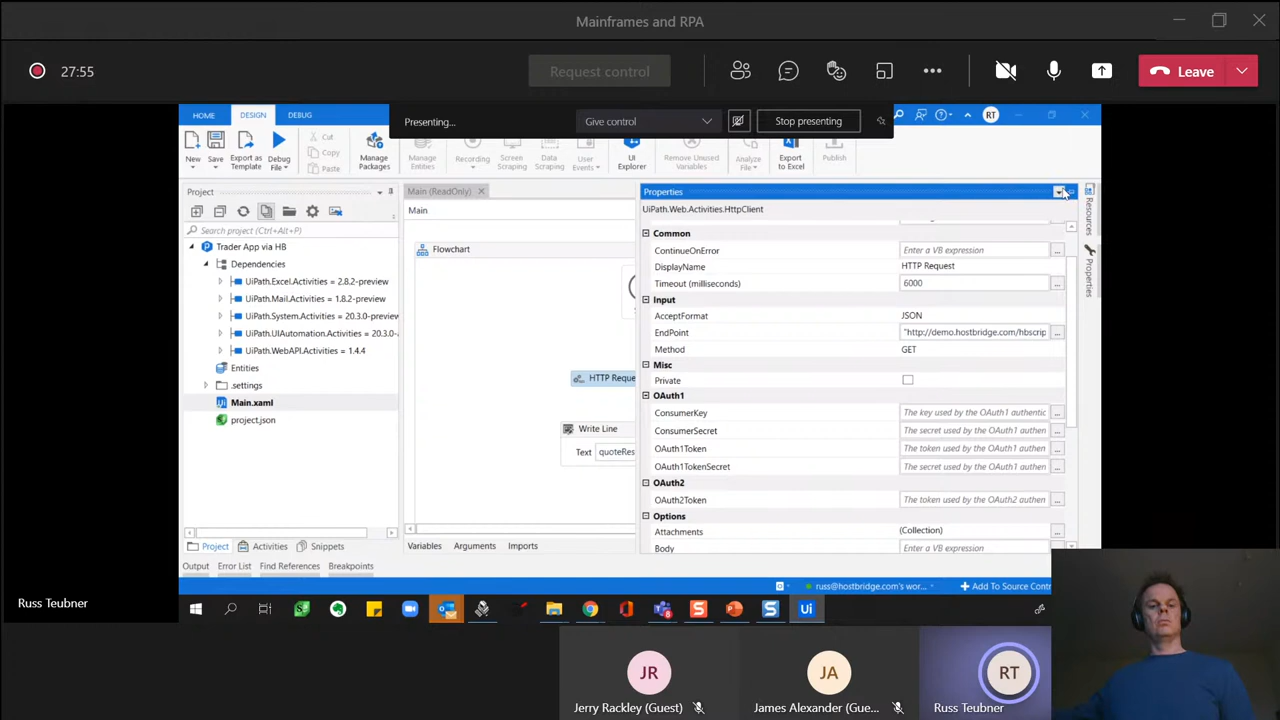 Mainframes and RPA
27:55
Request control
Leave
HOME
DESIGN
DEBUG
Presenting...
Give control
Stop presenting
RT
New
Save
Export as Template
Debug File
Cut
Copy
Paste
Manage Packages
Manage Entities
Recording
Screen Scraping
Data Scraping
User Events
UI Explorer
Remove Unused Variables
Analyze File
Export to Excel
Publish
Project
Search project (Ctrl+Alt+F)
Trader App via HB
Dependencies
UiPath.Excel.Activities = 2.8.2-preview
UiPath.Mail.Activities = 1.8.2-preview
UiPath.System.Activities = 20.3.0-preview
UiPath.UIAutomation.Activities = 20.3.0-
UiPath.WebAPI.Activities = 1.4.4
Entities
.settings
Main.xaml
project.json
Main (ReadOnly)
Main
Flowchart
HTTP Reque
Write Line
Text quoteRes
Properties
UiPath.Web.Activities.HttpClient
Common
ContinueOnError Enter a VB expression
DisplayName HTTP Request
Timeout (milliseconds) 6000
Input
AcceptFormat JSON
EndPoint "http://demo.hostbridge.com/hbscrip
Method GET
Misc
Private
OAuth1
ConsumerKey The key used by the OAuth1 authentic
ConsumerSecret The secret used by the OAuth1 authen
OAuth1Token The secret used by the OAuth1 authen
OAuth1TokenSecret The secret used by the OAuth1 authen
OAuth2
OAuth2Token The token used by the OAuth2 authen
Options
Attachments (Collection)
Body Enter a VB expression
Resources
Properties
Project Activities Snippets
Variables Arguments Imports
Output Error List Find References Breakpoints
russ@hostbridge.com's wor...
Add To Source Contr
Ui
Russ Teubner
JR
Jerry Rackley (Guest)
JA
James Alexander (Gue...
RT
Russ Teubner